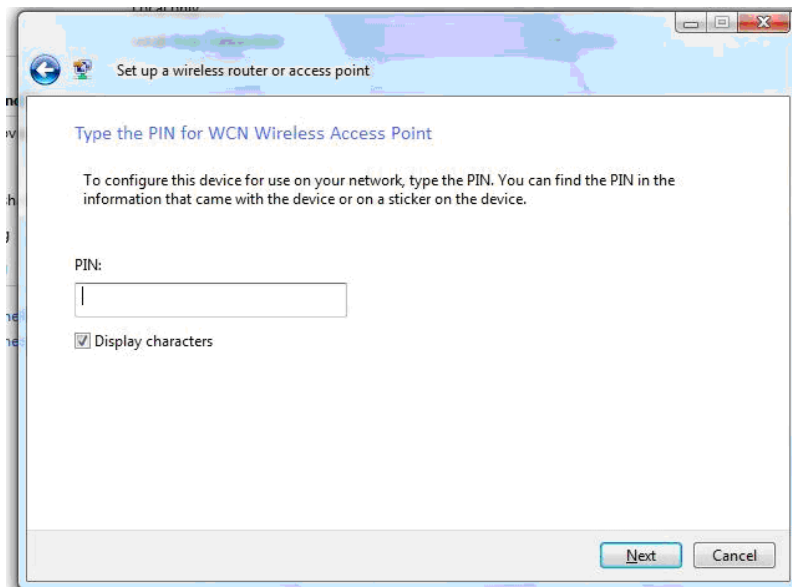 Local only
Set up a wireless router or access point
Type the PIN for WCN Wireless Access Point
To configure this device for use on your network, type the PIN. You can find the PIN in the
information that came with the device or on a sticker on the device.
PIN:
Display characters
Next Cancel